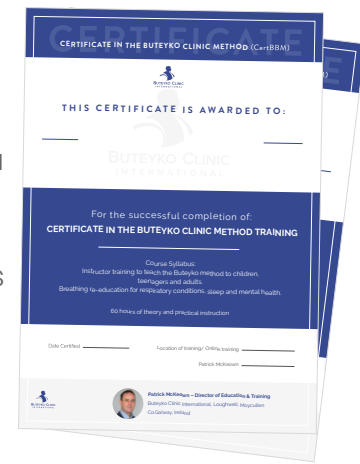 CERTIFICATE
CERTIFICATE IN THE BUTEYKO CLINIC METHOD (CertBBM)
BUTEYKO CLINIC
INTERNATIONAL
THIS CERTIFICATE IS AWARDED TO:
BUTEYKO CLINIC
INTERNATIONAL
For the successful completion of:
CERTIFICATE IN THE BUTEYKO CLINIC METHOD TRAINING
Course Syllabus:
Instructor training to teach the Buteyko method to children,
teenagers and adults.
Breathing re-education for respiratory conditions, sleep and mental health.
60 hours of theory and practical instruction
Date Certified
Location of training/ Online training
Patrick McKeown
BUTEYKO CLINIC
INTERNATIONAL
Patrick McKeown – Director of Education & Training
Buteyko Clinic International, Loughwell, Moycullen
Co.Galway, Ireland